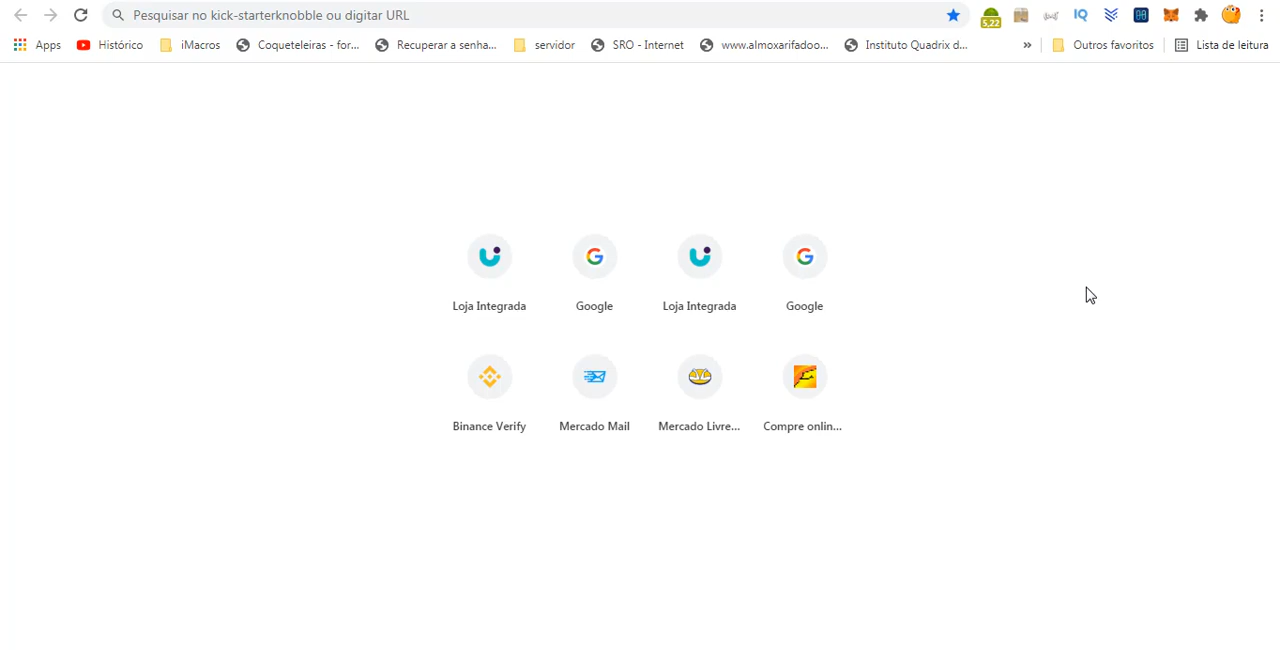 Pesquisar no kick-starterknobble ou digitar URL
5,22
IQ
Apps Histórico iMacros Coqueteleiras - for... Recuperar a senha... servidor SRO - Internet www.almoxarifadoo... Instituto Quadrix d... » Outros favoritos Lista de leitura
Loja Integrada Google Loja Integrada Google
Binance Verify Mercado Mail Mercado Livre... Compre onlin...